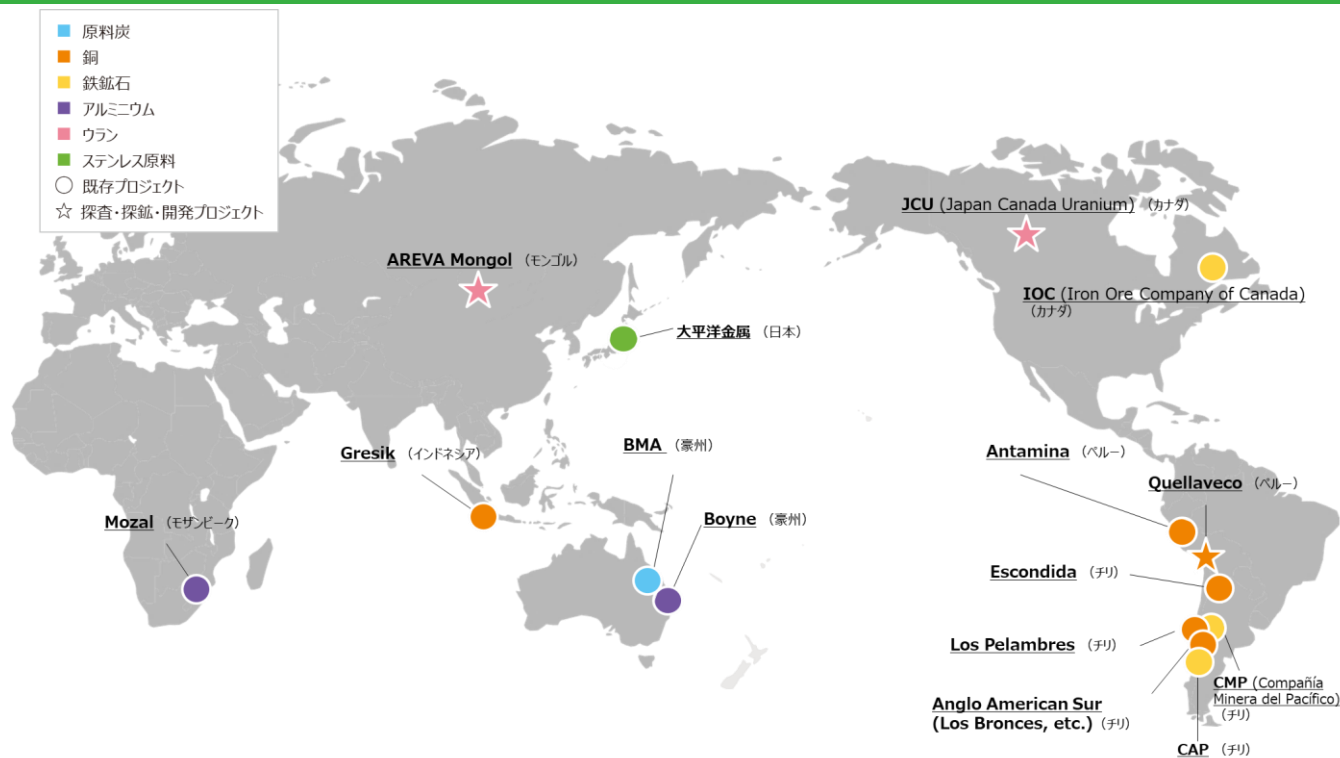 原料炭
銅
鉄鉱石
アルミニウム
ウラン
ステンレス原料
既存プロジェクト
探査・探鉱・開発プロジェクト
JCU (Japan Canada Uranium) (カナダ)
AREVA Mongol (モンゴル)
IOC (Iron Ore Company of Canada)
(カナダ)
大平洋金属 (日本)
Gresik (インドネシア)
BMA (豪州)
Antamina (ペルー)
Quellaveco (ペルー)
Mozal (モザンビーク)
Boyne (豪州)
Escondida (チリ)
Los Pelambres (チリ)
CMP (Compañía
Minera del Pacífico)
(チリ)
Anglo American Sur
(Los Bronces, etc.) (チリ)
CAP (チリ)